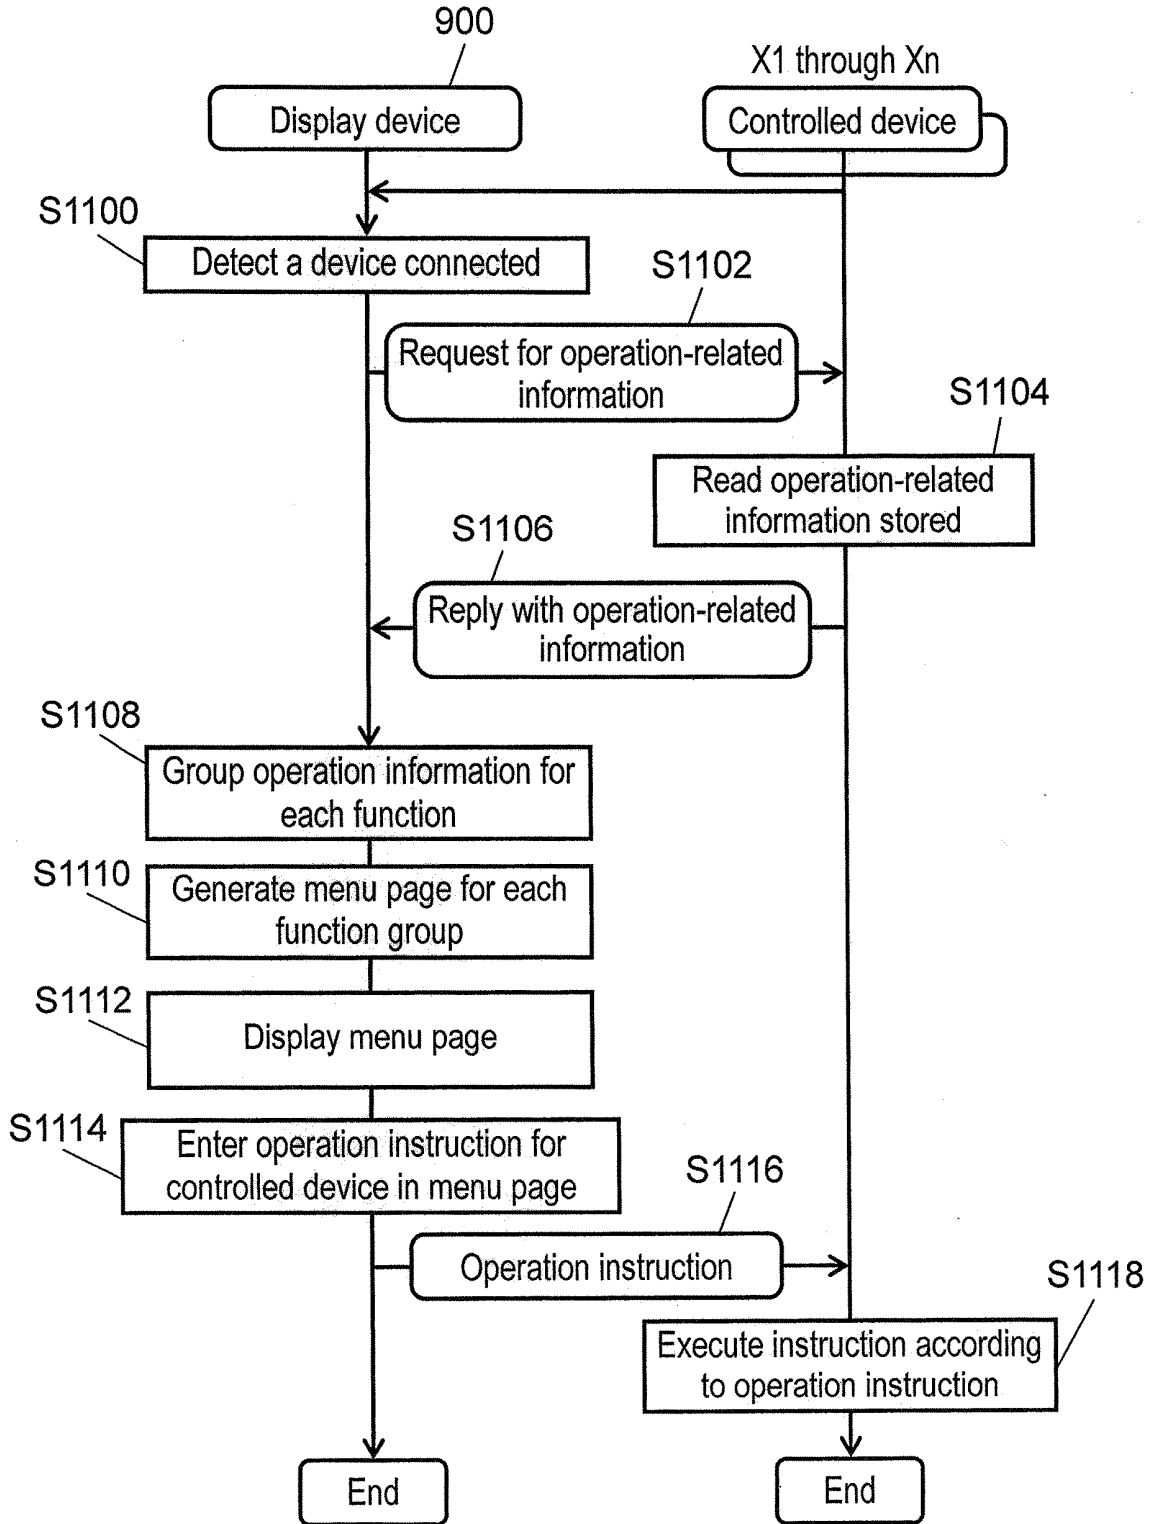 900
X1 through Xn
Display device
Controlled device
S1100
Detect a device connected
S1102
Request for operation-related
information
S1104
Read operation-related
information stored
S1106
Reply with operation-related
information
S1108
Group operation information for
each function
S1110
Generate menu page for each
function group
S1112
Display menu page
S1114
Enter operation instruction for
controlled device in menu page
S1116
Operation instruction
S1118
Execute instruction according
to operation instruction
End
End